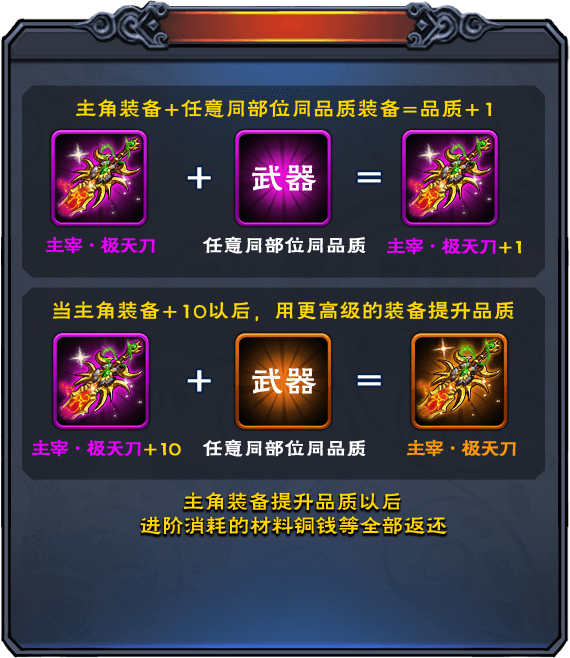 主角装备+任意同部位同品质装备=品质+1
+ 武器 =
主宰·极天刀 任意同部位同品质 主宰·极天刀+1
当主角装备+10以后，用更高级的装备提升品质
+ 武器 =
主宰·极天刀+10 任意同部位同品质 主宰·极天刀
主角装备提升品质以后
进阶消耗的材料铜钱等全部返还